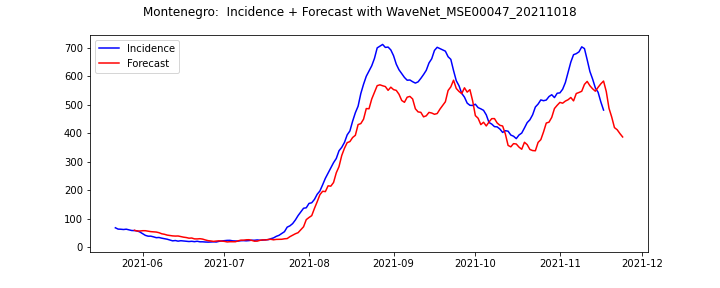 Montenegro:  Incidence + Forecast with WaveNet_MSE00047_20211018
Incidence
Forecast
700
600
500
400
300
200
100
0
2021-06 2021-07 2021-08 2021-09 2021-10 2021-11 2021-12